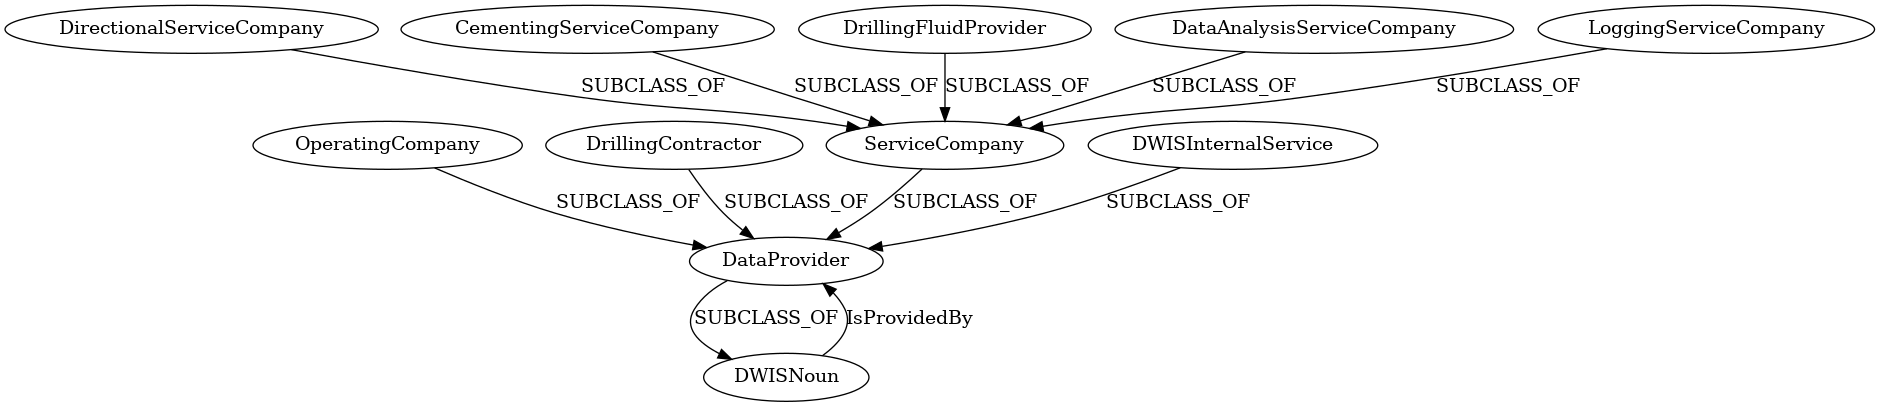 DirectionalServiceCompany
CementingServiceCompany
DrillingFluidProvider
DataAnalysisServiceCompany
LoggingServiceCompany
SUBCLASS_OF
SUBCLASS_OF
SUBCLASS_OF
SUBCLASS_OF
SUBCLASS_OF
OperatingCompany
DrillingContractor
ServiceCompany
DWISInternalService
SUBCLASS_OF
SUBCLASS_OF
SUBCLASS_OF
SUBCLASS_OF
DataProvider
SUBCLASS_OF
IsProvidedBy
DWISNoun